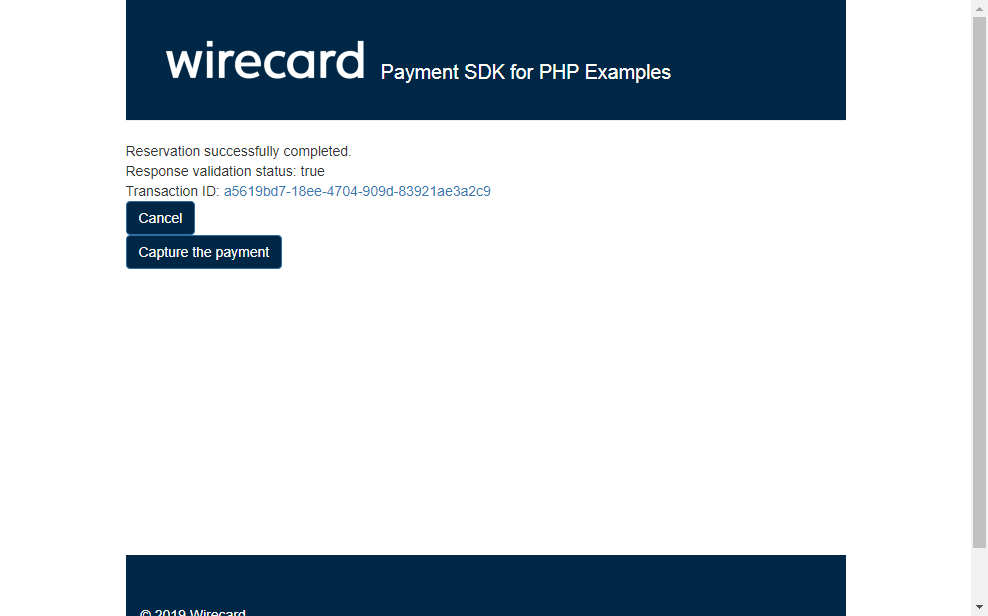 wirecard Payment SDK for PHP Examples
Reservation successfully completed.
Response validation status: true
Transaction ID: a5619bd7-18ee-4704-909d-83921ae3a2c9
Cancel
Capture the payment
© 2019 Wirecard